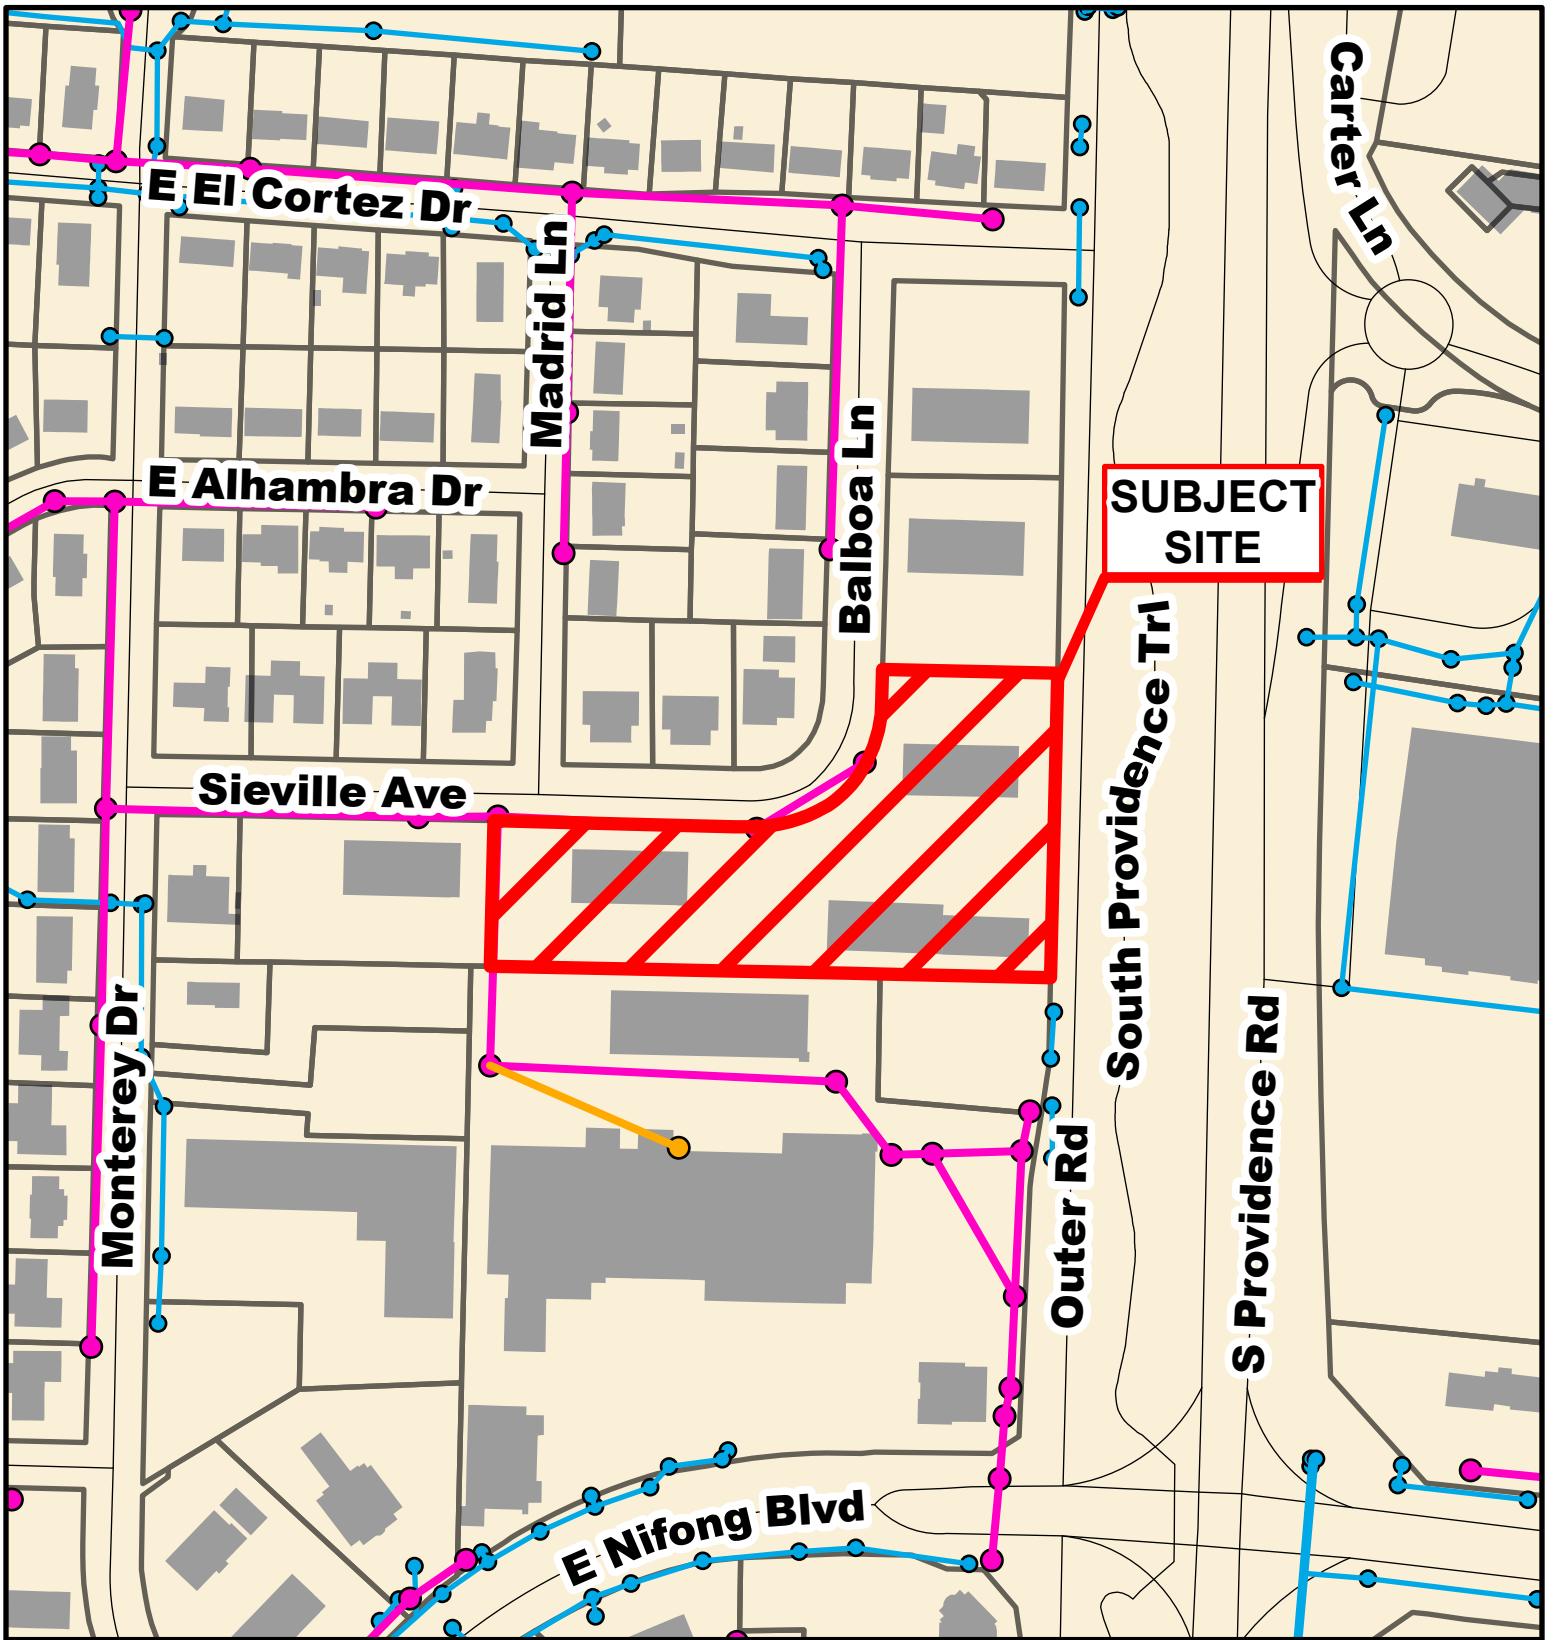 Carter Ln
E El Cortez Dr
Madrid Ln
Balboa Ln
E Alhambra Dr
SUBJECT
SITE
South Providence Trl
Sieville Ave
Monterey Dr
Outer Rd
S Providence Rd
E Nifong Blvd